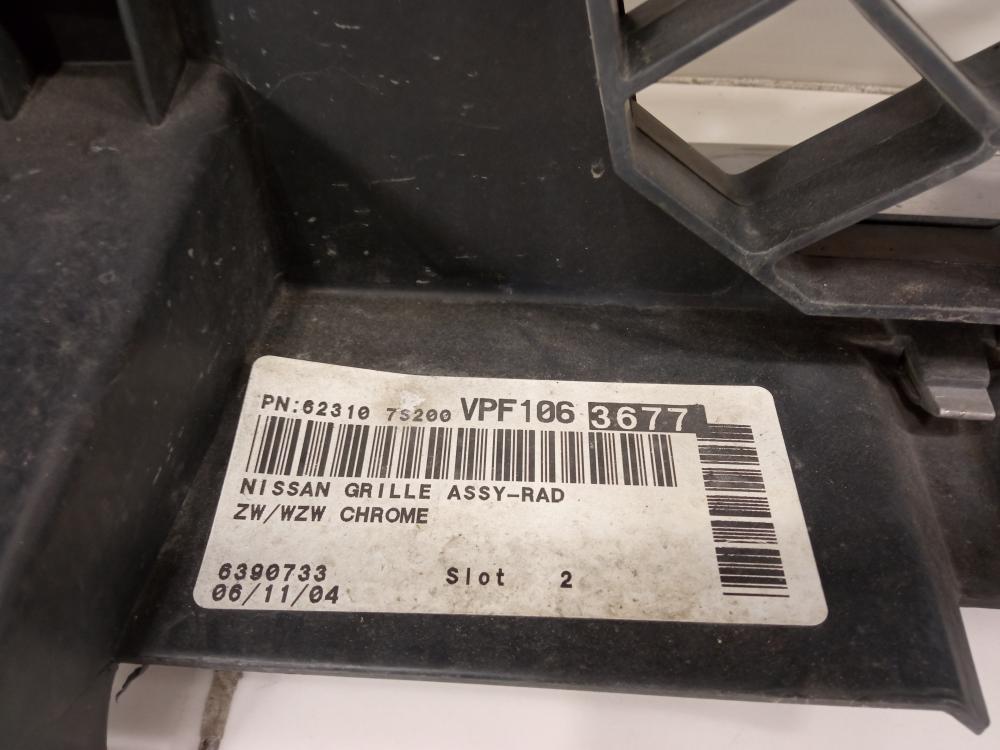 PN:62310 7S200 VPF106 3677
NISSAN GRILLE ASSY-RAD
ZW/WZW CHROME
6390733 Slot 2
06/11/04